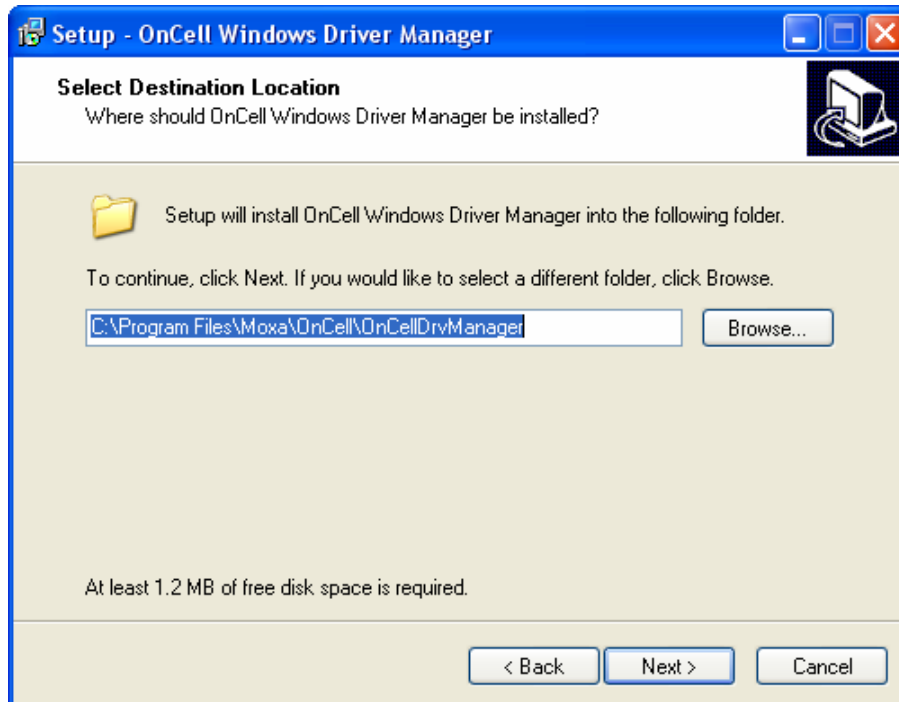 Setup - OnCell Windows Driver Manager
Select Destination Location
Where should OnCell Windows Driver Manager be installed?
Setup will install OnCell Windows Driver Manager into the following folder.
To continue, click Next. If you would like to select a different folder, click Browse.
C:\Program Files\Moxa\OnCell\OnCellDrvManager
Browse...
At least 1.2 MB of free disk space is required.
< Back
Next >
Cancel